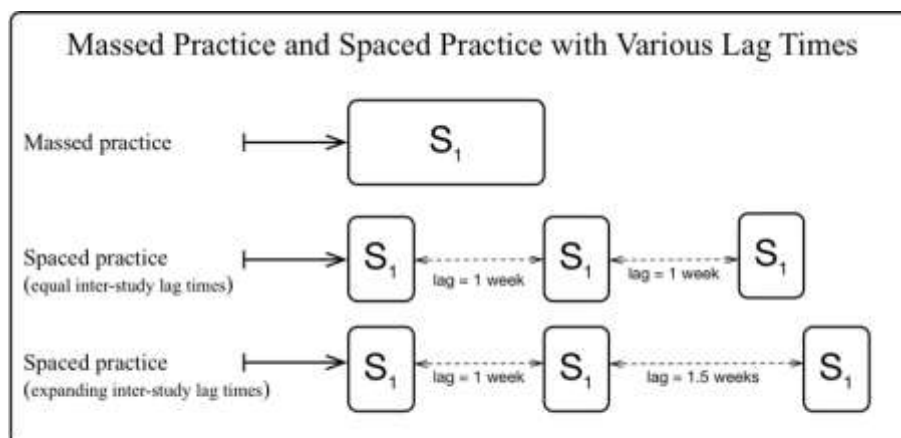 Massed Practice and Spaced Practice with Various Lag Times
Massed practice
S₁
Spaced practice
(equal inter-study lag times)
S₁
lag = 1 week
S₁
lag = 1 week
S₁
Spaced practice
(expanding inter-study lag times)
S₁
lag = 1 week
S₁
lag = 1.5 weeks
S₁